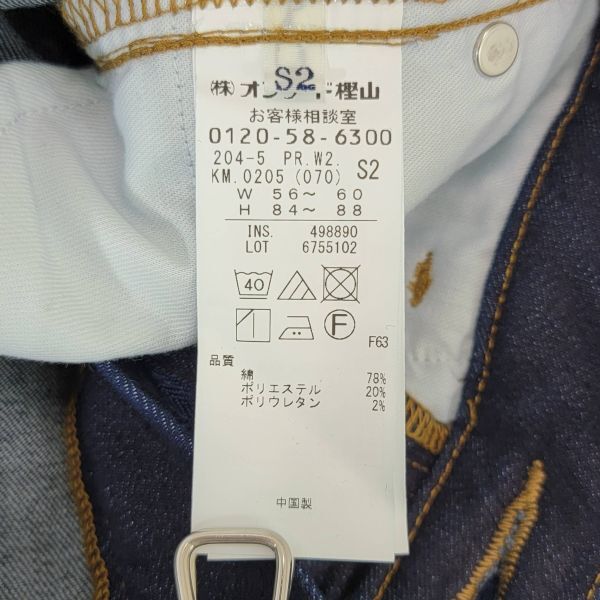 S2
(株) オンワード樫山
お客様相談室
0120-58-6300
204-5 PR.W2.
KM.0205 (070) S2
W 56～ 60
H 84～ 88
INS. 498890
LOT 6755102
40
F
F63
品質
綿 78%
ポリエステル 20%
ポリウレタン 2%
中国製